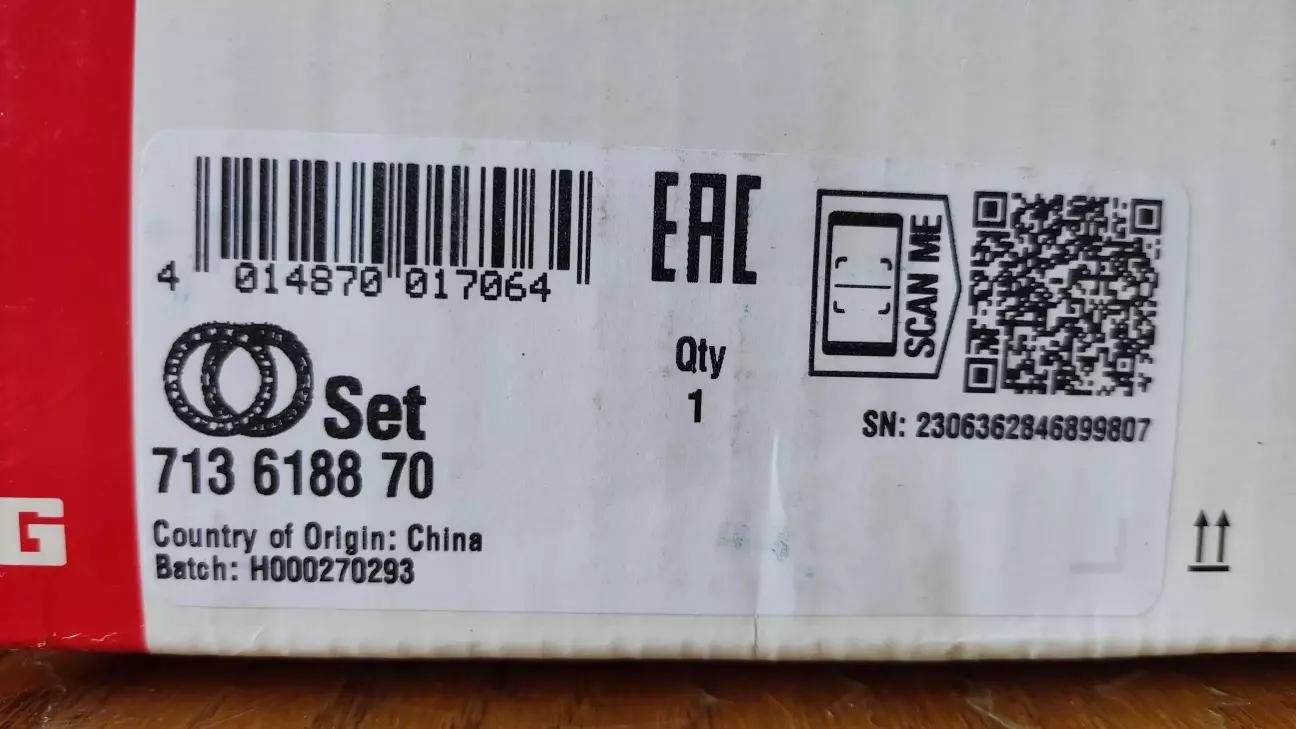 4 014870 017064
EAC
SCAN ME
Set
713 6188 70
Qty
1
SN: 2306362846899807
Country of Origin: China
Batch: H000270293
G